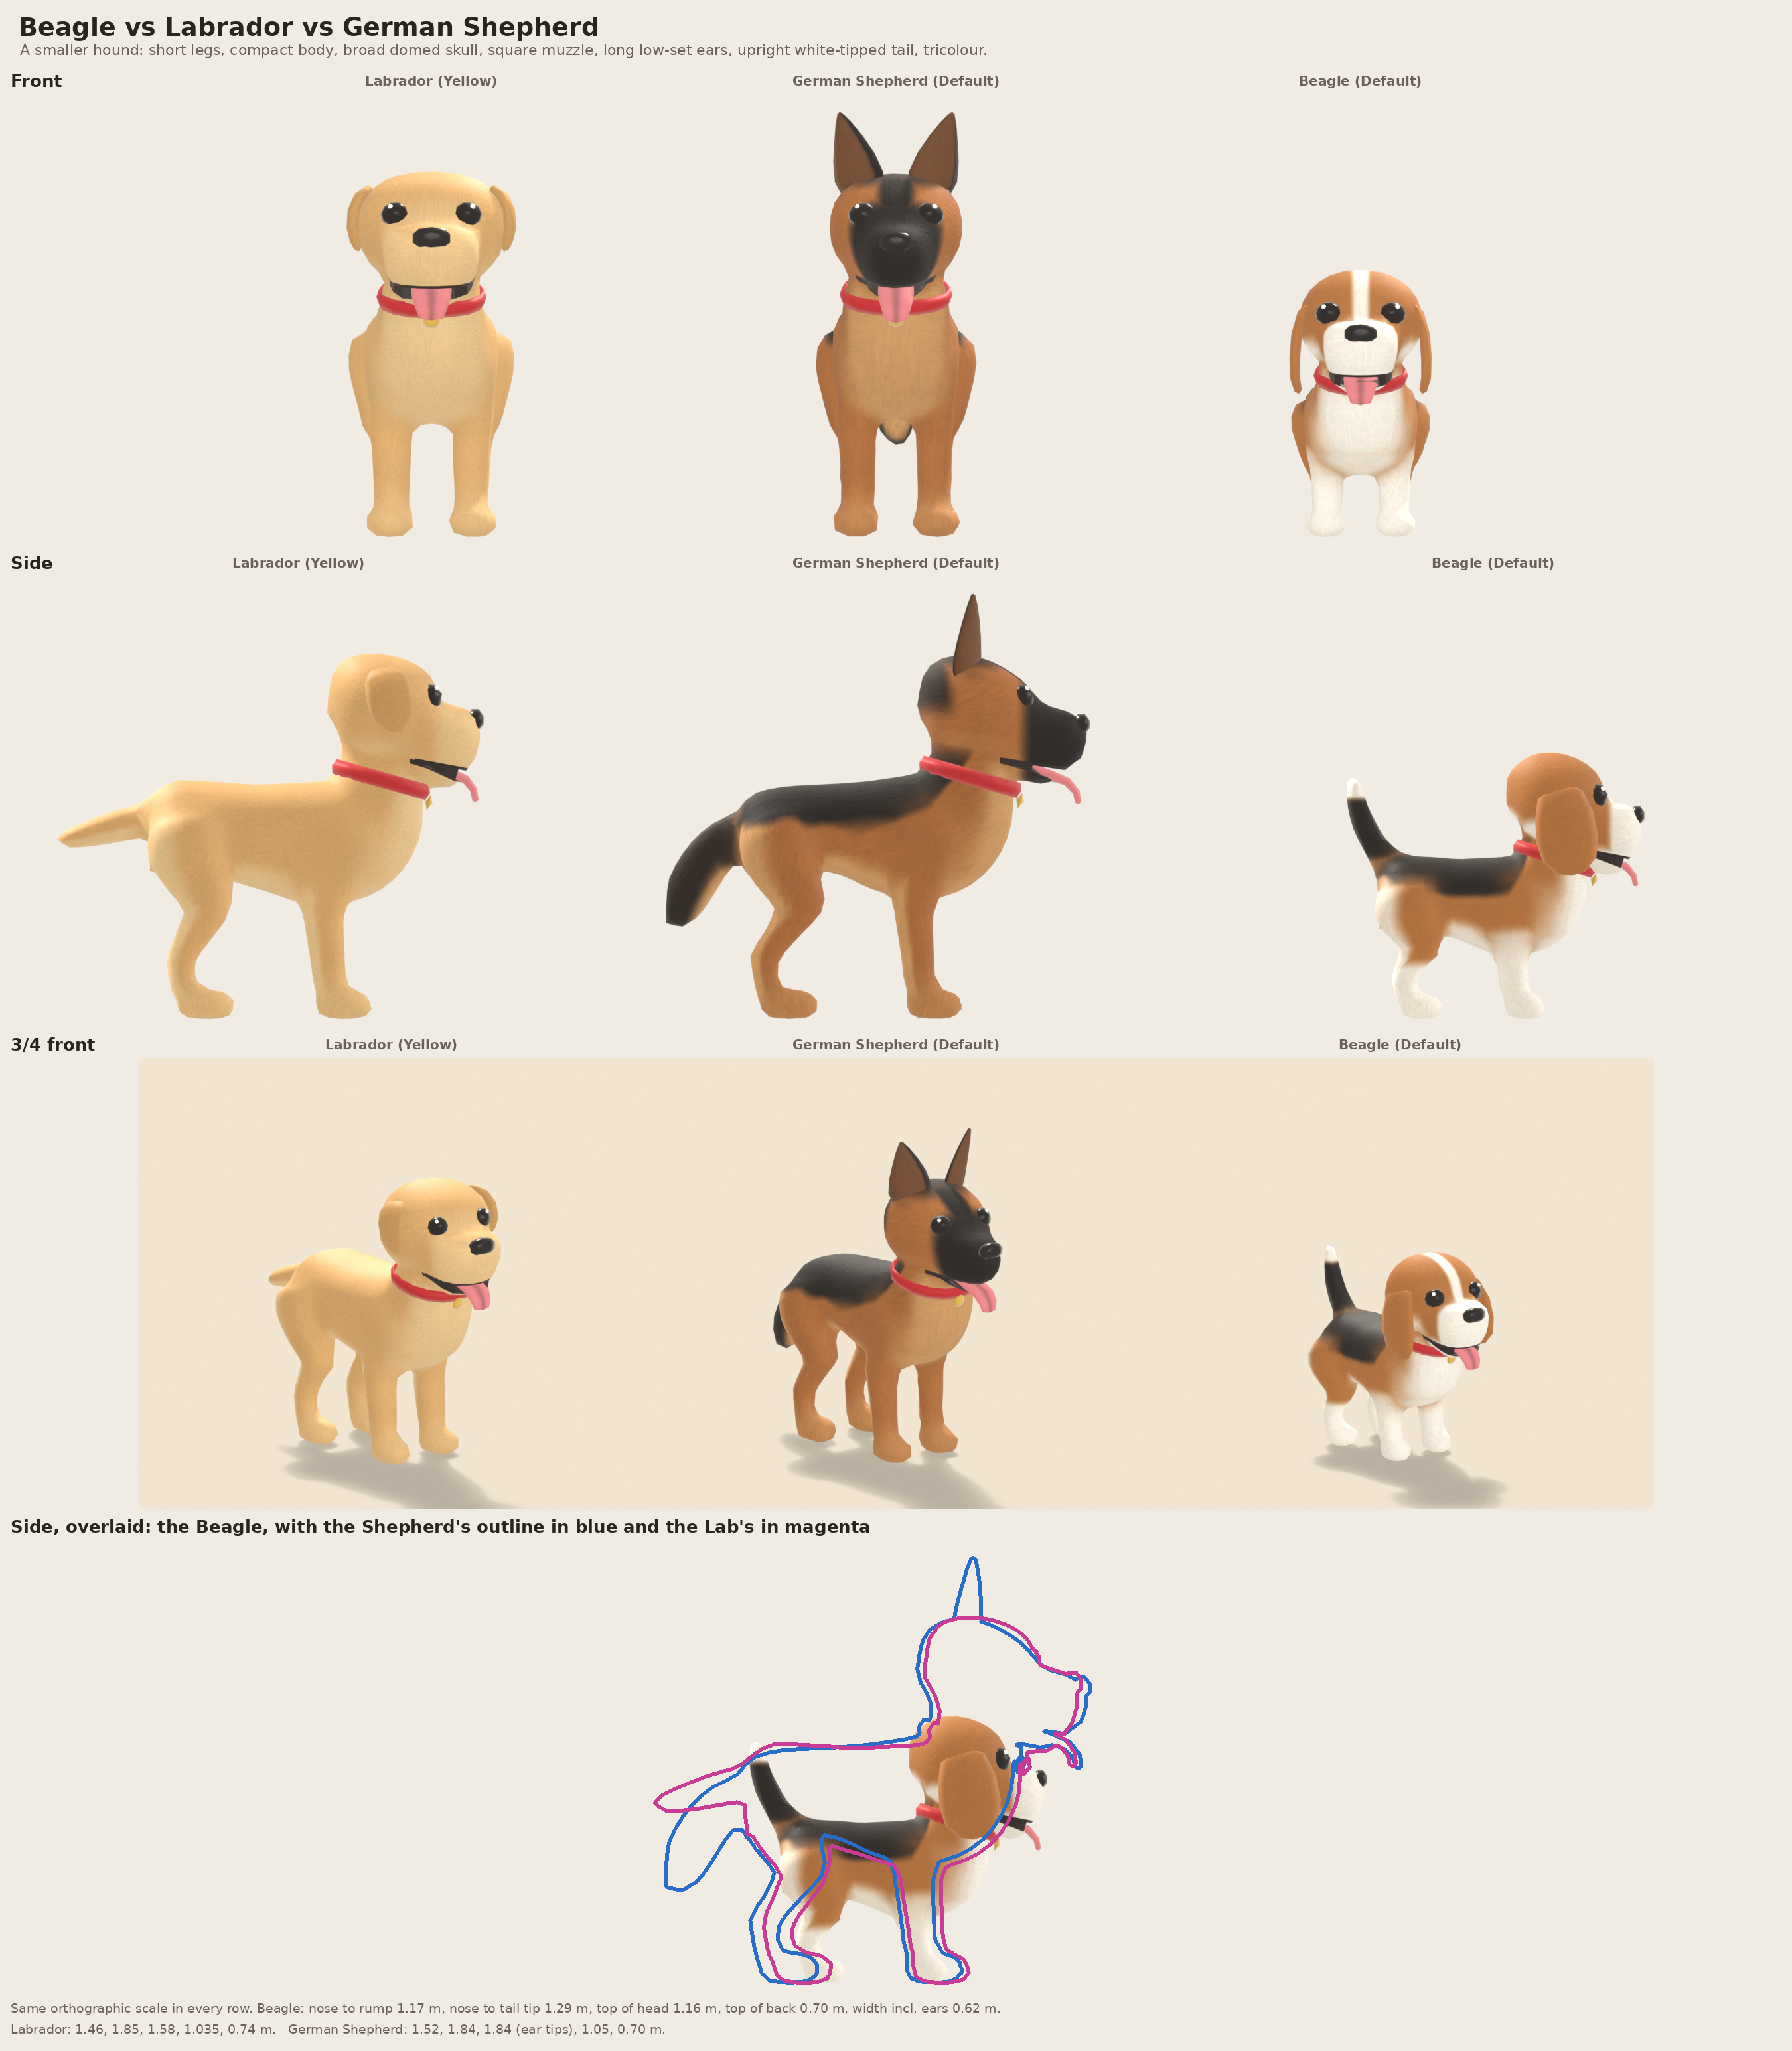 Beagle vs Labrador vs German Shepherd
A smaller hound: short legs, compact body, broad domed skull, square muzzle, long low-set ears, upright white-tipped tail, tricolour.
Front
Labrador (Yellow)
German Shepherd (Default)
Beagle (Default)
Side
Labrador (Yellow)
German Shepherd (Default)
Beagle (Default)
3/4 front
Labrador (Yellow)
German Shepherd (Default)
Beagle (Default)
Side, overlaid: the Beagle, with the Shepherd's outline in blue and the Lab's in magenta
Same orthographic scale in every row. Beagle: nose to rump 1.17 m, nose to tail tip 1.29 m, top of head 1.16 m, top of back 0.70 m, width incl. ears 0.62 m.
Labrador: 1.46, 1.85, 1.58, 1.035, 0.74 m.   German Shepherd: 1.52, 1.84, 1.84 (ear tips), 1.05, 0.70 m.